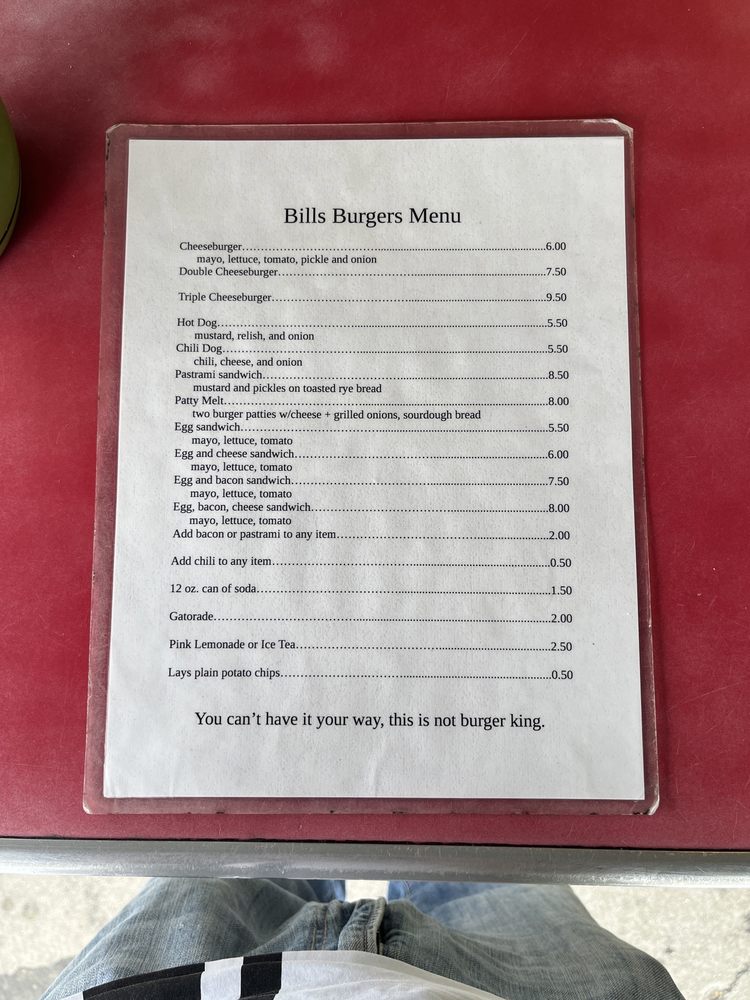 Bills Burgers Menu
Cheeseburger................................................................6.00
mayo, lettuce, tomato, pickle and onion
Double Cheeseburger................................................................7.50
Triple Cheeseburger................................................................9.50
Hot Dog................................................................5.50
mustard, relish, and onion
Chili Dog................................................................5.50
chili, cheese, and onion
Pastrami sandwich................................................................8.50
mustard and pickles on toasted rye bread
Patty Melt................................................................8.00
two burger patties w/cheese + grilled onions, sourdough bread
Egg sandwich................................................................5.50
mayo, lettuce, tomato
Egg and cheese sandwich................................................................6.00
mayo, lettuce, tomato
Egg and bacon sandwich................................................................7.50
mayo, lettuce, tomato
Egg, bacon, cheese sandwich................................................................8.00
mayo, lettuce, tomato
Add bacon or pastrami to any item................................................................2.00
Add chili to any item................................................................0.50
12 oz. can of soda................................................................1.50
Gatorade................................................................2.00
Pink Lemonade or Ice Tea................................................................2.50
Lays plain potato chips................................................................0.50
You can't have it your way, this is not burger king.